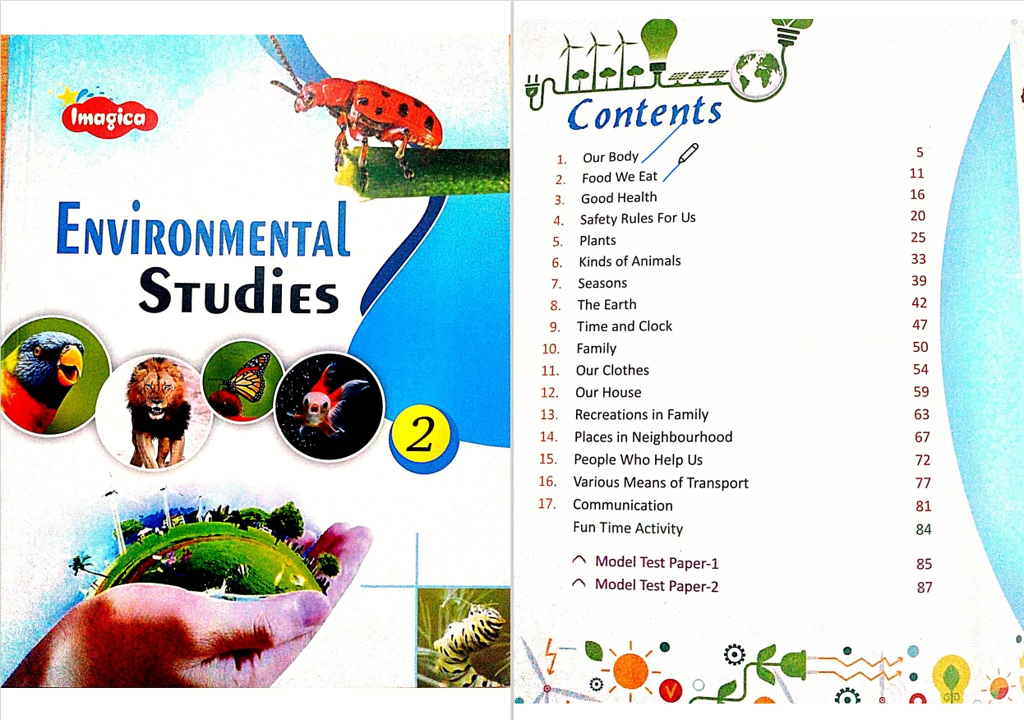 Imagica
ENVIRONMENTAL
STUDIES
2
Contents
1. Our Body 5
2. Food We Eat 11
3. Good Health 16
4. Safety Rules For Us 20
5. Plants 25
6. Kinds of Animals 33
7. Seasons 39
8. The Earth 42
9. Time and Clock 47
10. Family 50
11. Our Clothes 54
12. Our House 59
13. Recreations in Family 63
14. Places in Neighbourhood 67
15. People Who Help Us 72
16. Various Means of Transport 77
17. Communication 81
Fun Time Activity 84
Model Test Paper-1 85
Model Test Paper-2 87
V